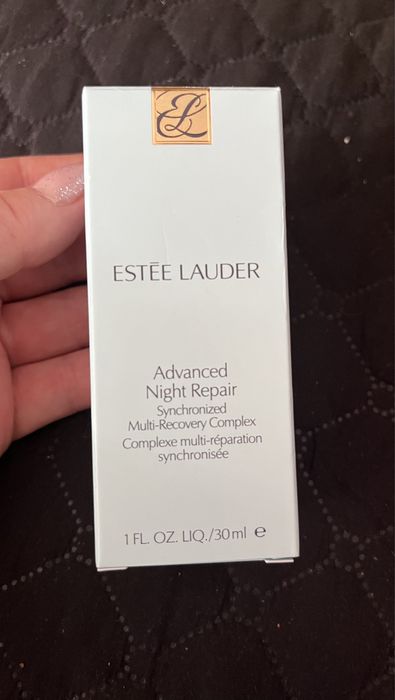 EL
ESTĒE LAUDER
Advanced
Night Repair
Synchronized
Multi-Recovery Complex
Complexe multi-réparation
synchronisée
1 FL. OZ. LIQ./30 ml ℮